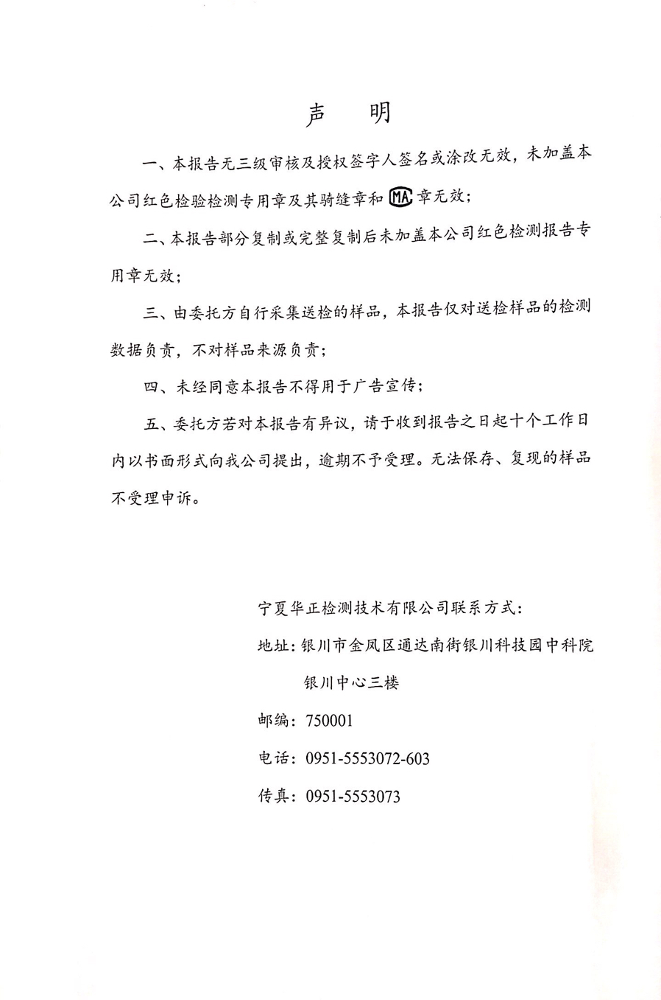 声 明
一、本报告无三级审核及授权签字人签名或涂改无效，未加盖本
公司红色检验检测专用章及其骑缝章和 MA 章无效；
二、本报告部分复制或完整复制后未加盖本公司红色检测报告专
用章无效；
三、由委托方自行采集送检的样品，本报告仅对送检样品的检测
数据负责，不对样品来源负责；
四、未经同意本报告不得用于广告宣传；
五、委托方若对本报告有异议，请于收到报告之日起十个工作日
内以书面形式向我公司提出，逾期不予受理。无法保存、复现的样品
不受理申诉。
宁夏华正检测技术有限公司联系方式：
地址：银川市金凤区通达南街银川科技园中科院
银川中心三楼
邮编：750001
电话：0951-5553072-603
传真：0951-5553073